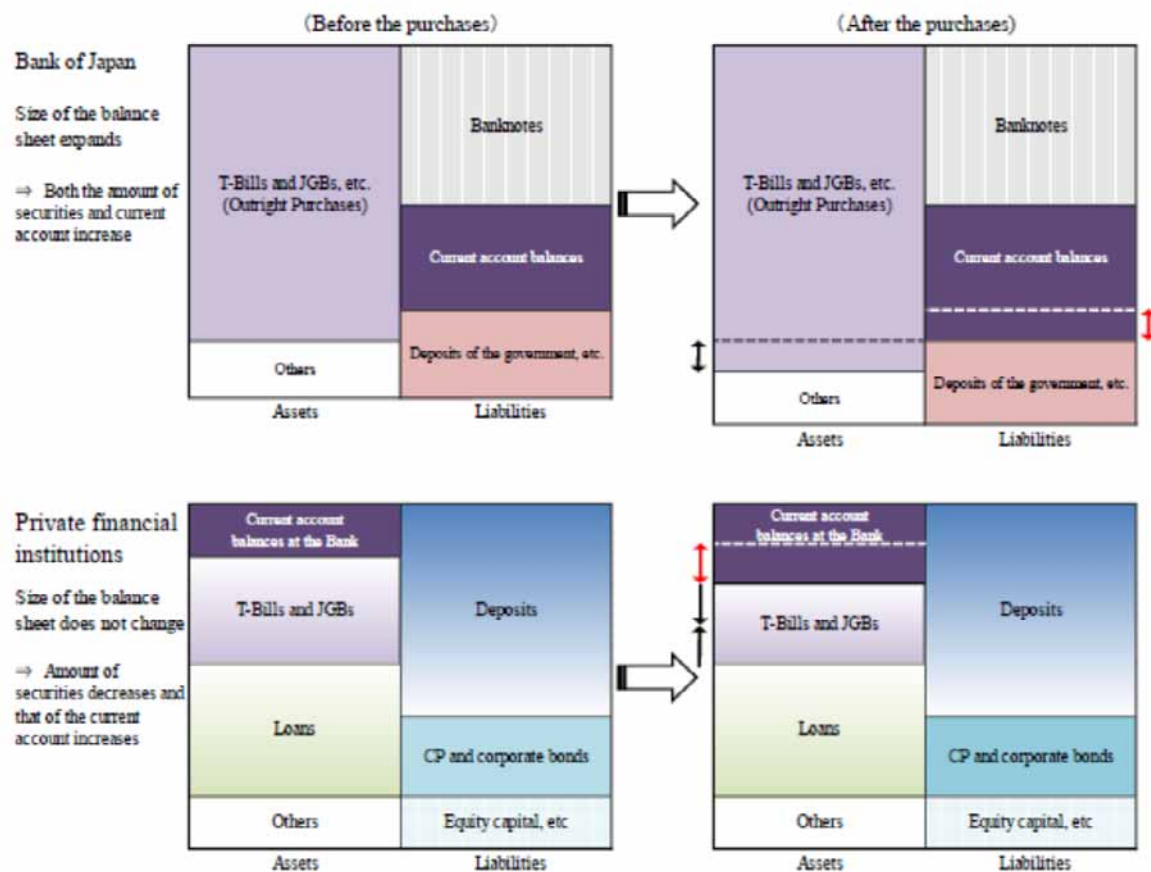 (Before the purchases)
(After the purchases)
Bank of Japan
Size of the balance
sheet expands
⇒ Both the amount of
securities and current
account increase
T-Bills and JGBs, etc.
(Outright Purchases)
Others
Banknotes
Current account balances
Deposits of the government, etc.
Assets
Liabilities
T-Bills and JGBs, etc.
(Outright Purchases)
Others
Banknotes
Current account balances
Deposits of the government, etc.
Assets
Liabilities
Private financial
institutions
Size of the balance
sheet does not change
⇒ Amount of
securities decreases and
that of the current
account increases
Current account
balances at the Bank
T-Bills and JGBs
Loans
Others
Deposits
CP and corporate bonds
Equity capital, etc
Assets
Liabilities
Current account
balances at the Bank
T-Bills and JGBs
Loans
Others
Deposits
CP and corporate bonds
Equity capital, etc
Assets
Liabilities